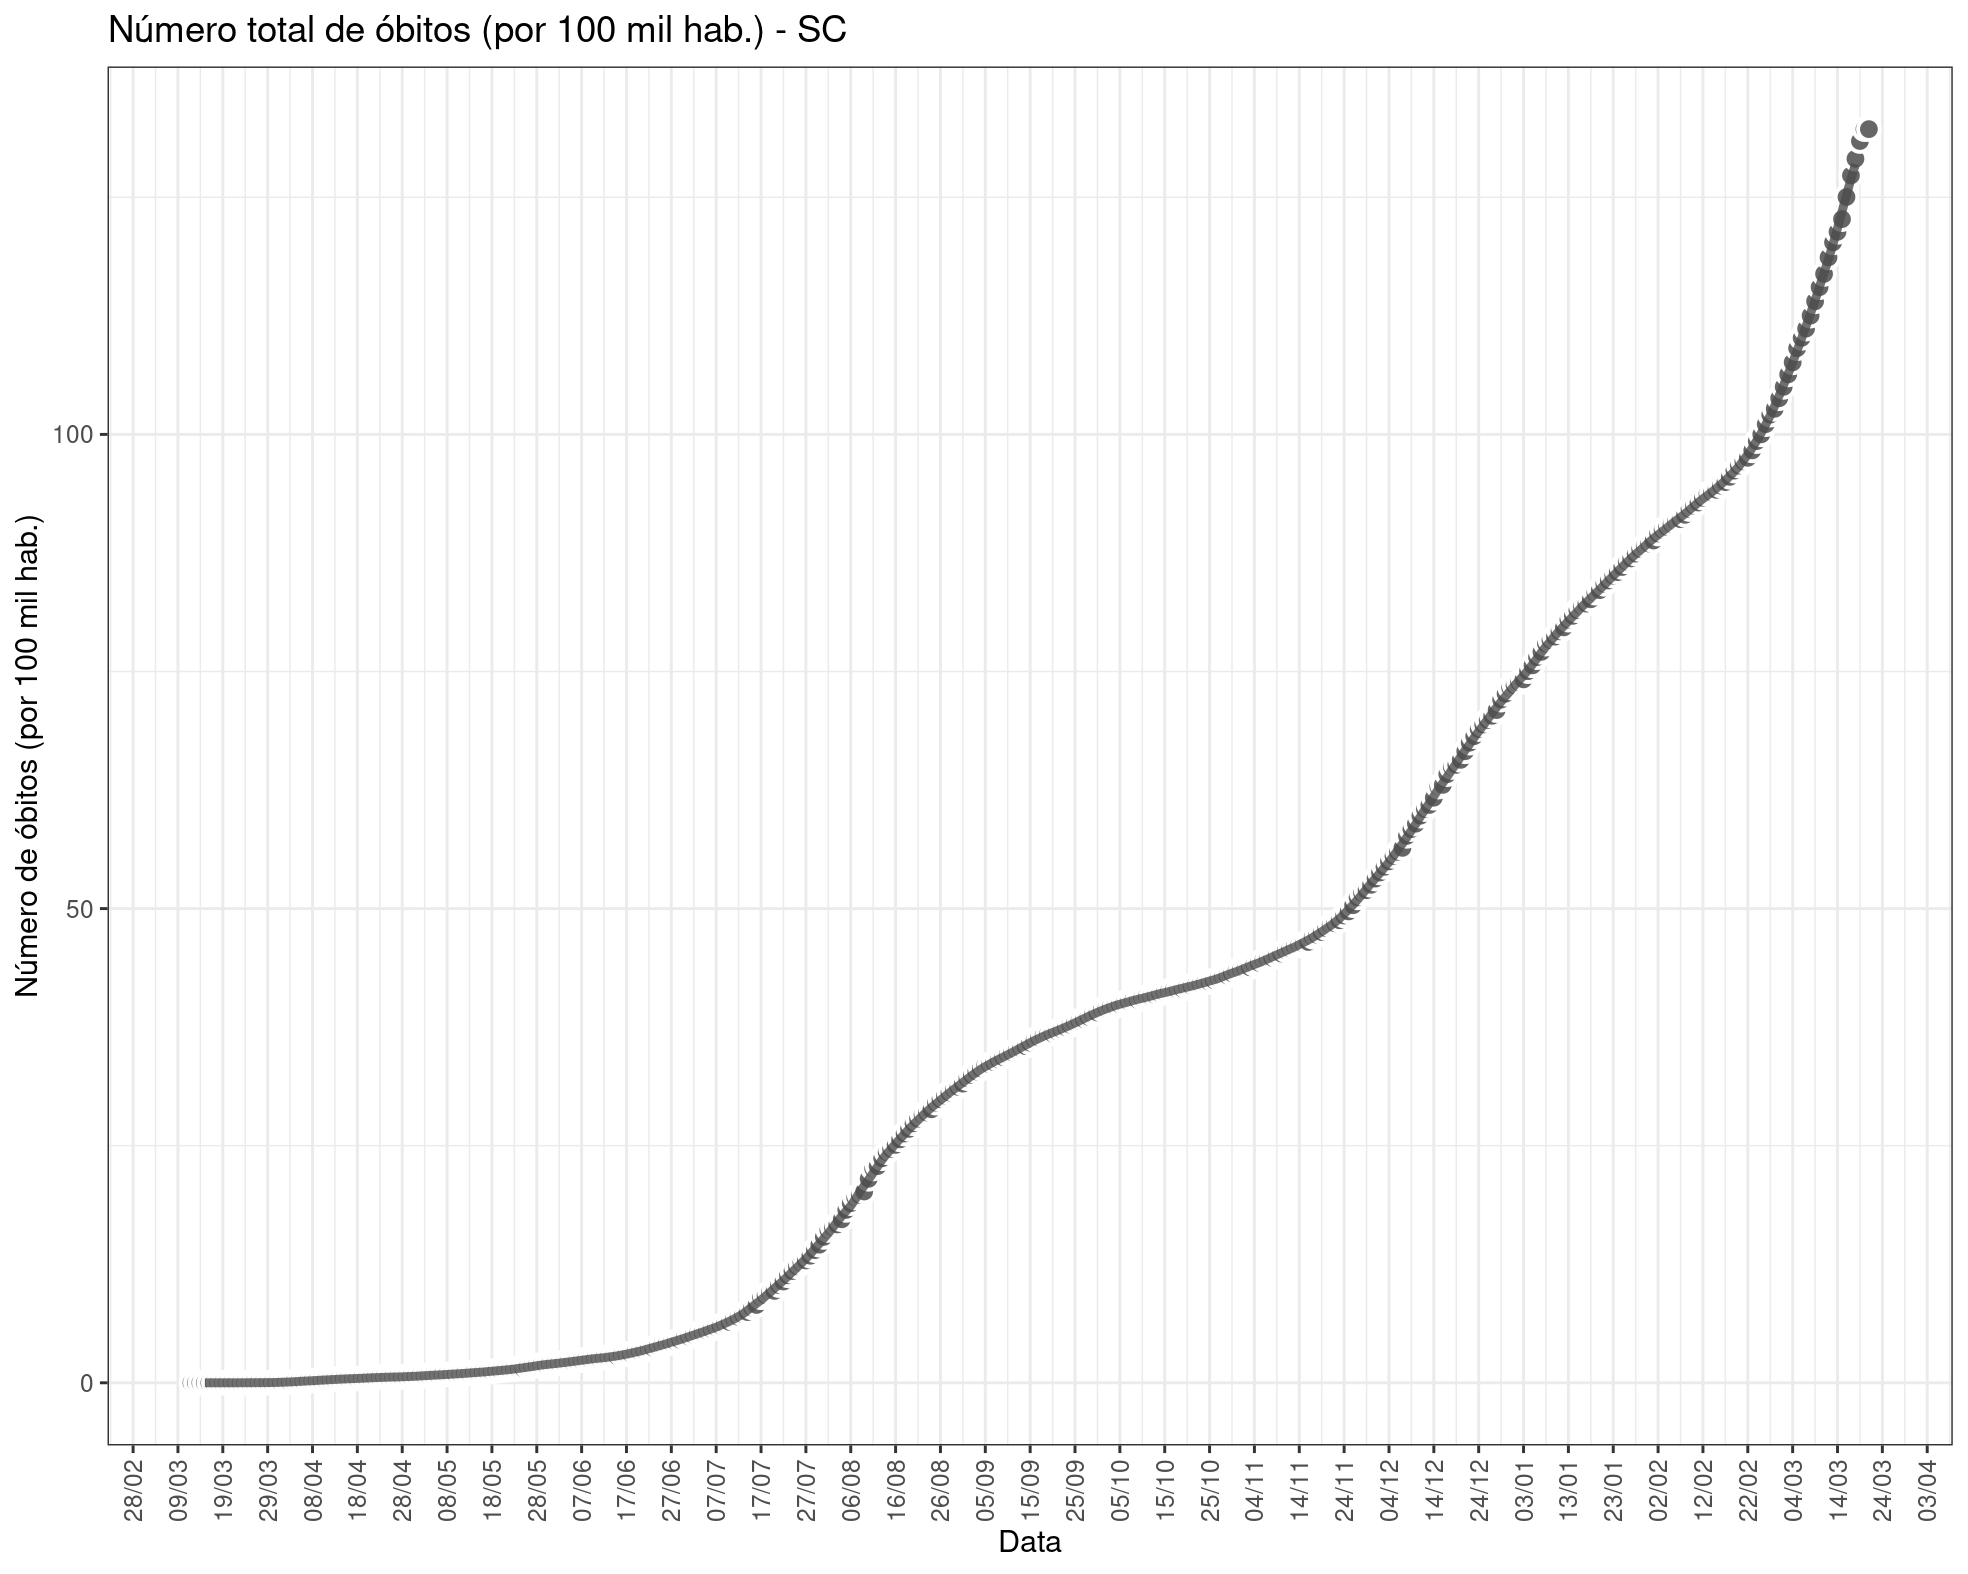 Número total de óbitos (por 100 mil hab.) - SC
Número de óbitos (por 100 mil hab.)
100
50
0
28/02 09/03 19/03 29/03 08/04 18/04 28/04 08/05 18/05 28/05 07/06 17/06 27/06 07/07 17/07 27/07 06/08 16/08 26/08 05/09 15/09 25/09 05/10 15/10 25/10 04/11 14/11 24/11 04/12 14/12 24/12 03/01 13/01 23/01 02/02 12/02 22/02 04/03 14/03 24/03 03/04
Data